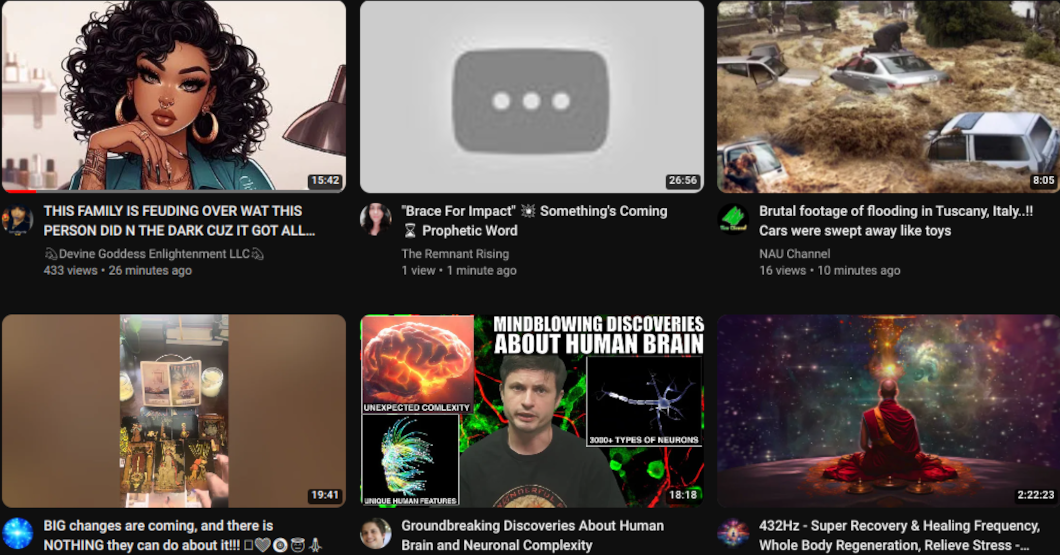 15:42
26:56
8:05
THIS FAMILY IS FEUDING OVER WAT THIS
PERSON DID N THE DARK CUZ IT GOT ALL...
Devine Goddess Enlightenment LLC
433 views • 26 minutes ago
"Brace For Impact" 💥 Something's Coming
⏳ Prophetic Word
The Remnant Rising
1 view • 1 minute ago
Brutal footage of flooding in Tuscany, Italy..!!
Cars were swept away like toys
NAU Channel
16 views • 10 minutes ago
19:41
MINDBLOWING DISCOVERIES
ABOUT HUMAN BRAIN
UNEXPECTED COMLEXITY
3000+ TYPES OF NEURONS
UNIQUE HUMAN FEATURES
18:18
2:22:23
BIG changes are coming, and there is
NOTHING they can do about it!!!
Groundbreaking Discoveries About Human
Brain and Neuronal Complexity
432Hz - Super Recovery & Healing Frequency,
Whole Body Regeneration, Relieve Stress -...